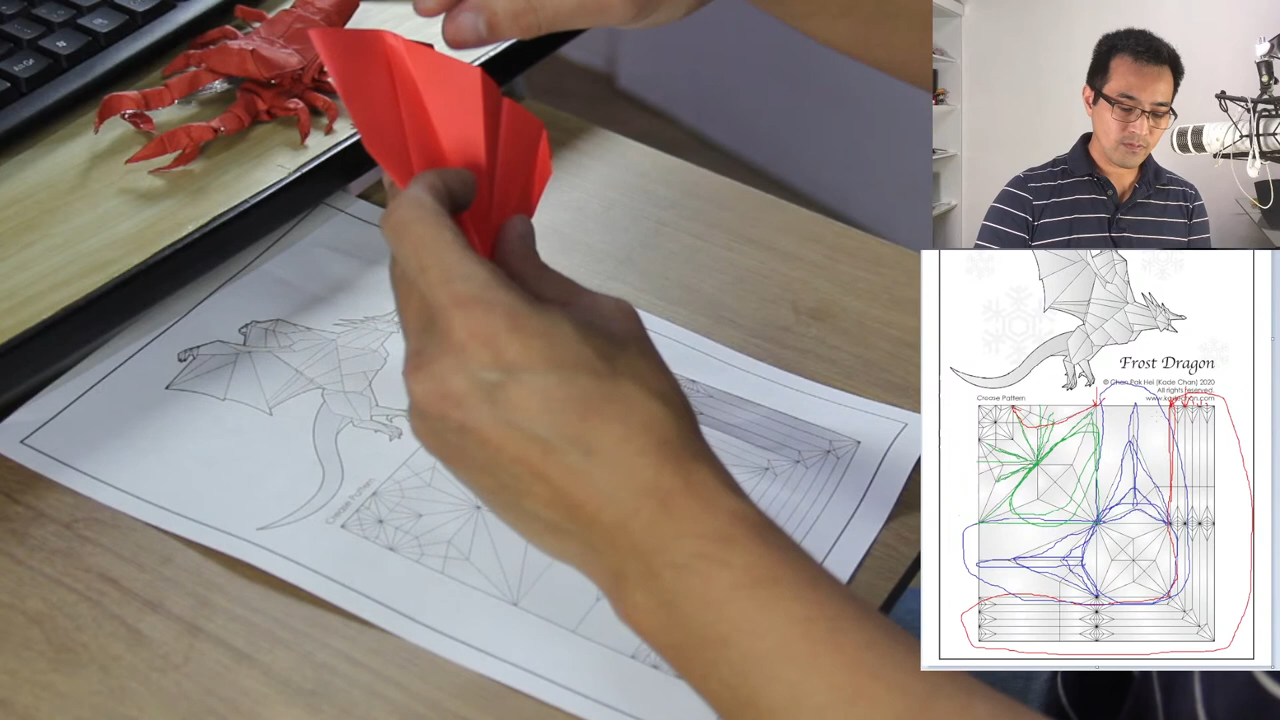 Frost Dragon
© Chan Pak Hei (Kade Chan) 2020
All rights reserved.
Crease Pattern
Crease Pattern